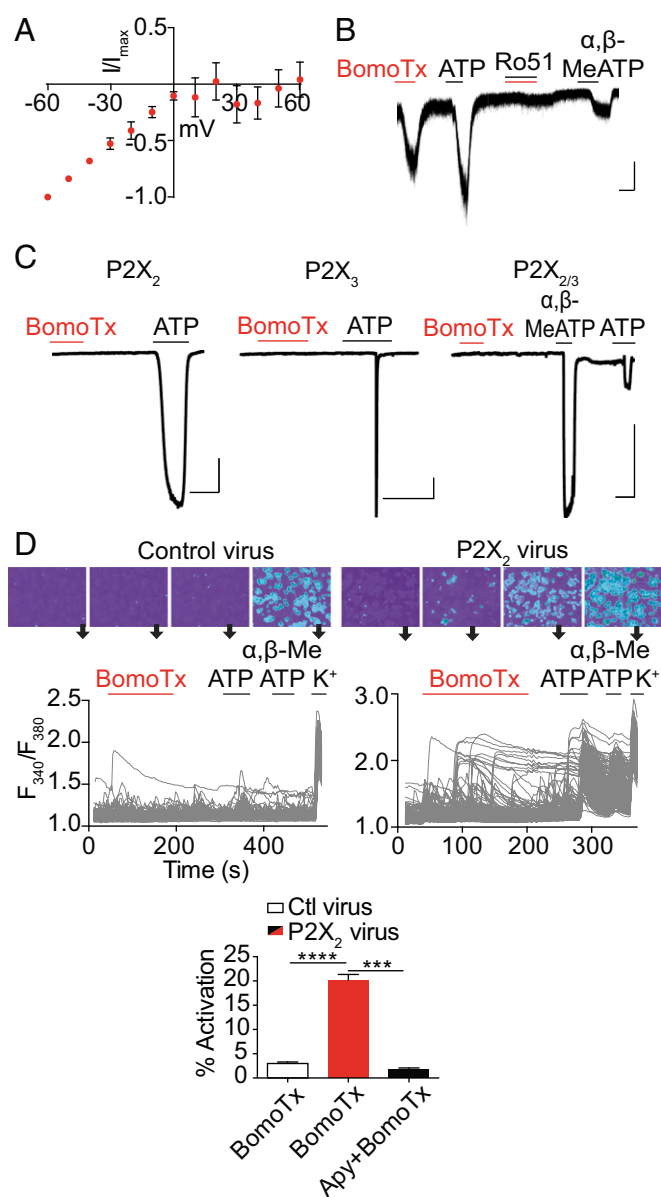 A
I/Imax
0.5
-60
-30
30
60
mV
-0.5
-1.0
B
BomoTx
ATP
Ro51
α,β-
MeATP
C
P2X2
P2X3
P2X2/3
BomoTx
ATP
BomoTx
ATP
BomoTx
α,β-
MeATP
ATP
D
Control virus
P2X2 virus
BomoTx
ATP
α,β-Me
ATP
K+
BomoTx
ATP
α,β-Me
ATP
K+
F340/F380
2.5
2.0
1.5
1.0
0
200
400
Time (s)
3.0
2.0
1.0
0
100
200
300
Ctl virus
P2X2 virus
% Activation
25
20
15
10
5
0
****
***
BomoTx
BomoTx
Apy+BomoTx